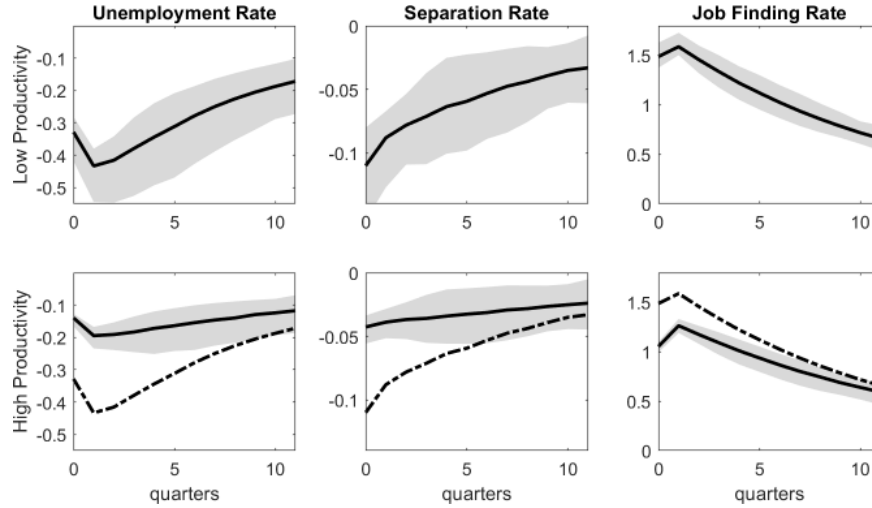 Unemployment Rate
Separation Rate
Job Finding Rate
Low Productivity
-0.1
-0.2
-0.3
-0.4
-0.5
0 5 10
0
-0.05
-0.1
0 5 10
1.5
1
0.5
0
0 5 10
High Productivity
-0.1
-0.2
-0.3
-0.4
-0.5
0 5 10
quarters
0
-0.05
-0.1
0 5 10
quarters
1.5
1
0.5
0
0 5 10
quarters